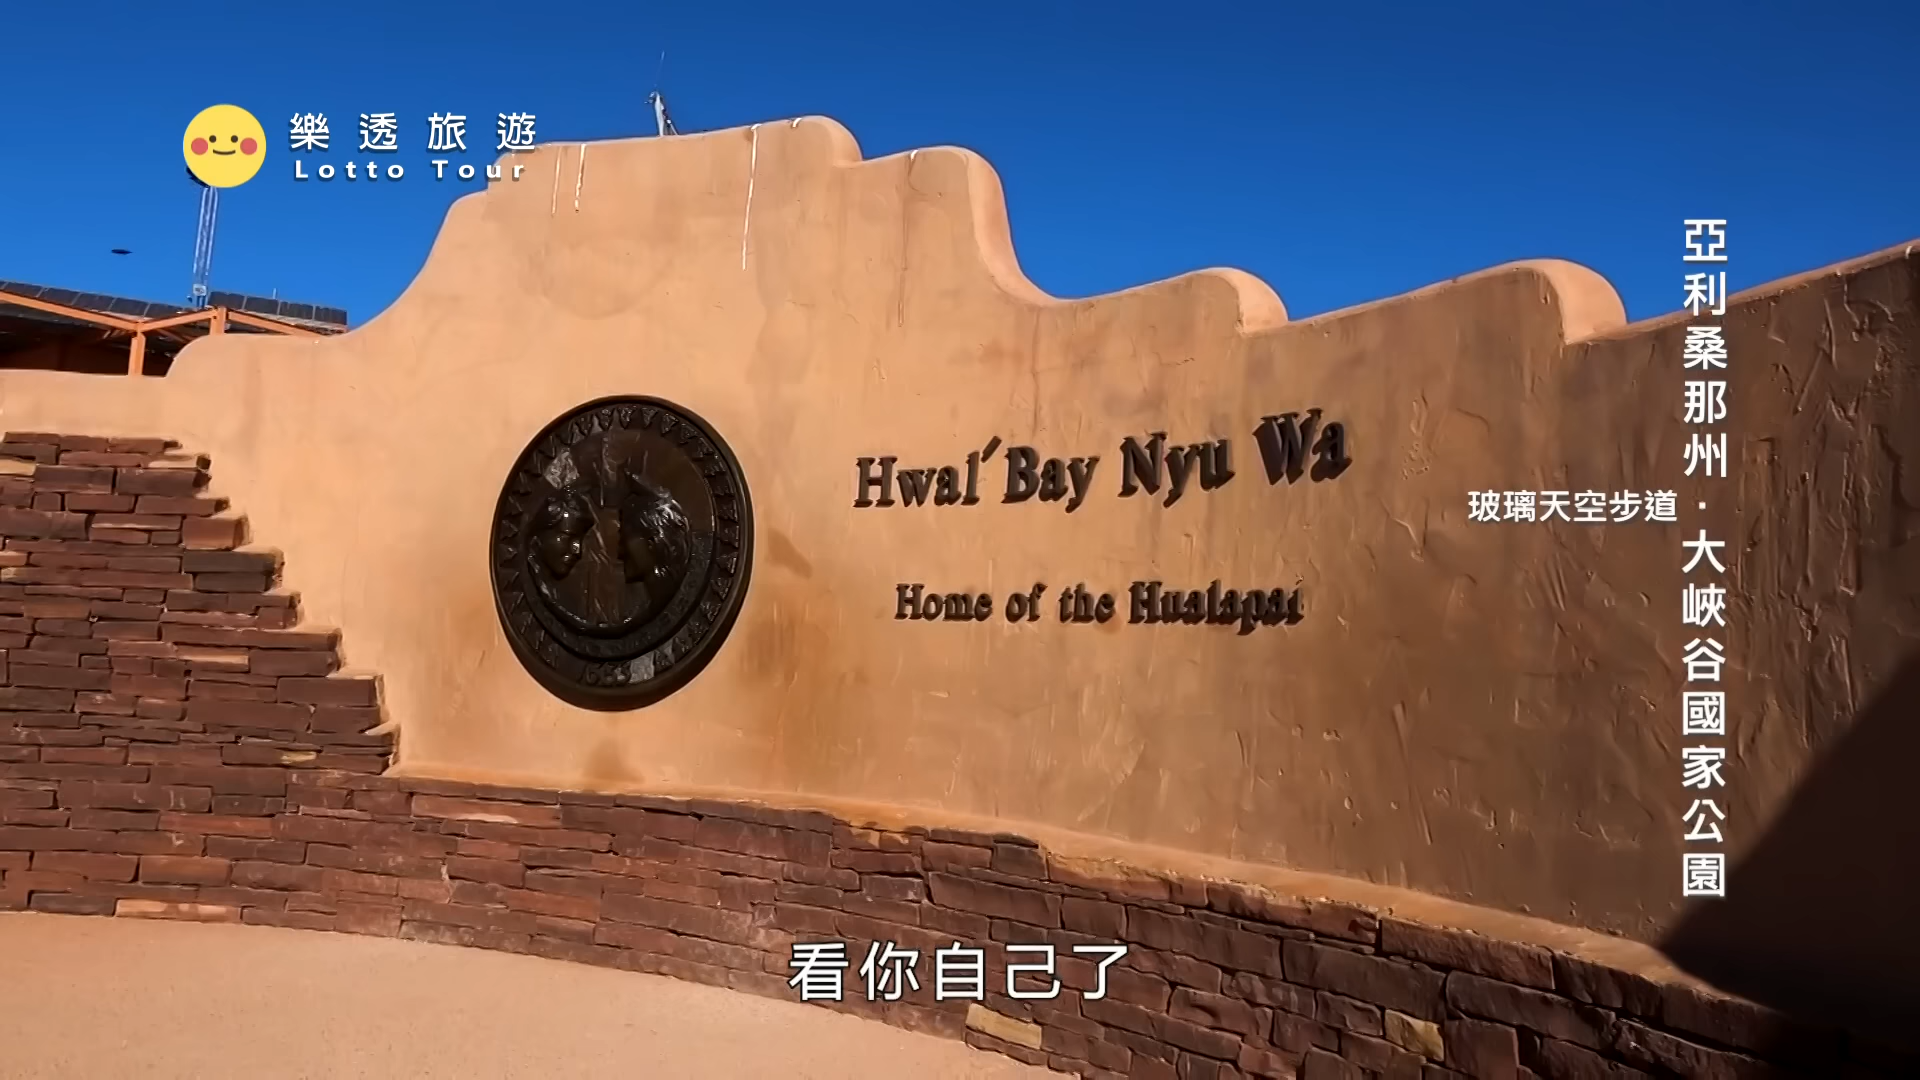 樂透旅遊
Lotto Tour
亞利桑那州·大峽谷國家公園
玻璃天空步道
Hwal´Bay Nyu Wa
Home of the Hualapai
1883
看你自己了